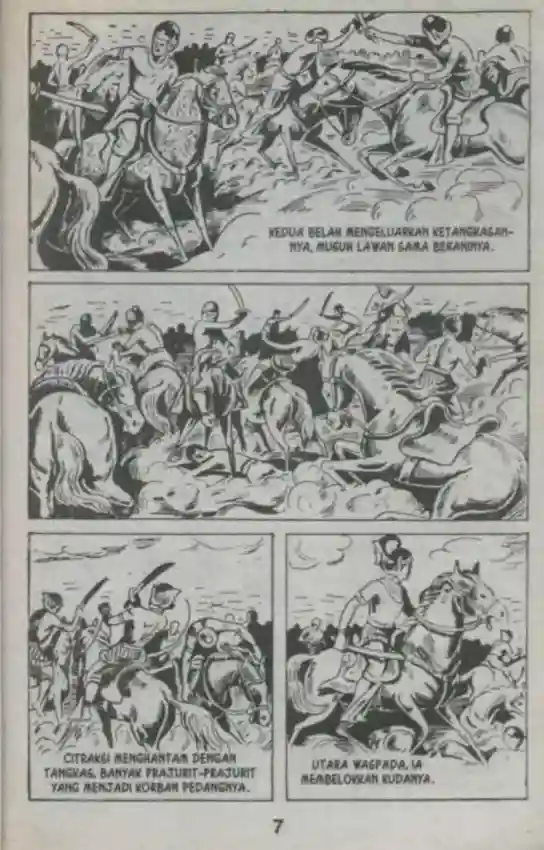 KEDUA BELAH MENGELUARKAN KETANGKASAN-
NYA, MUSUH LAWAN SAMA BERANINYA.
CITRAKSI MENGHANTAM DENGAN
TANGKAS, BANYAK PRAJURIT-PRAJURIT
YANG MENJADI KORBAN PEDANGNYA.
UTARA WASPADA, IA
MEMBELOKKAN KUDANYA.
7